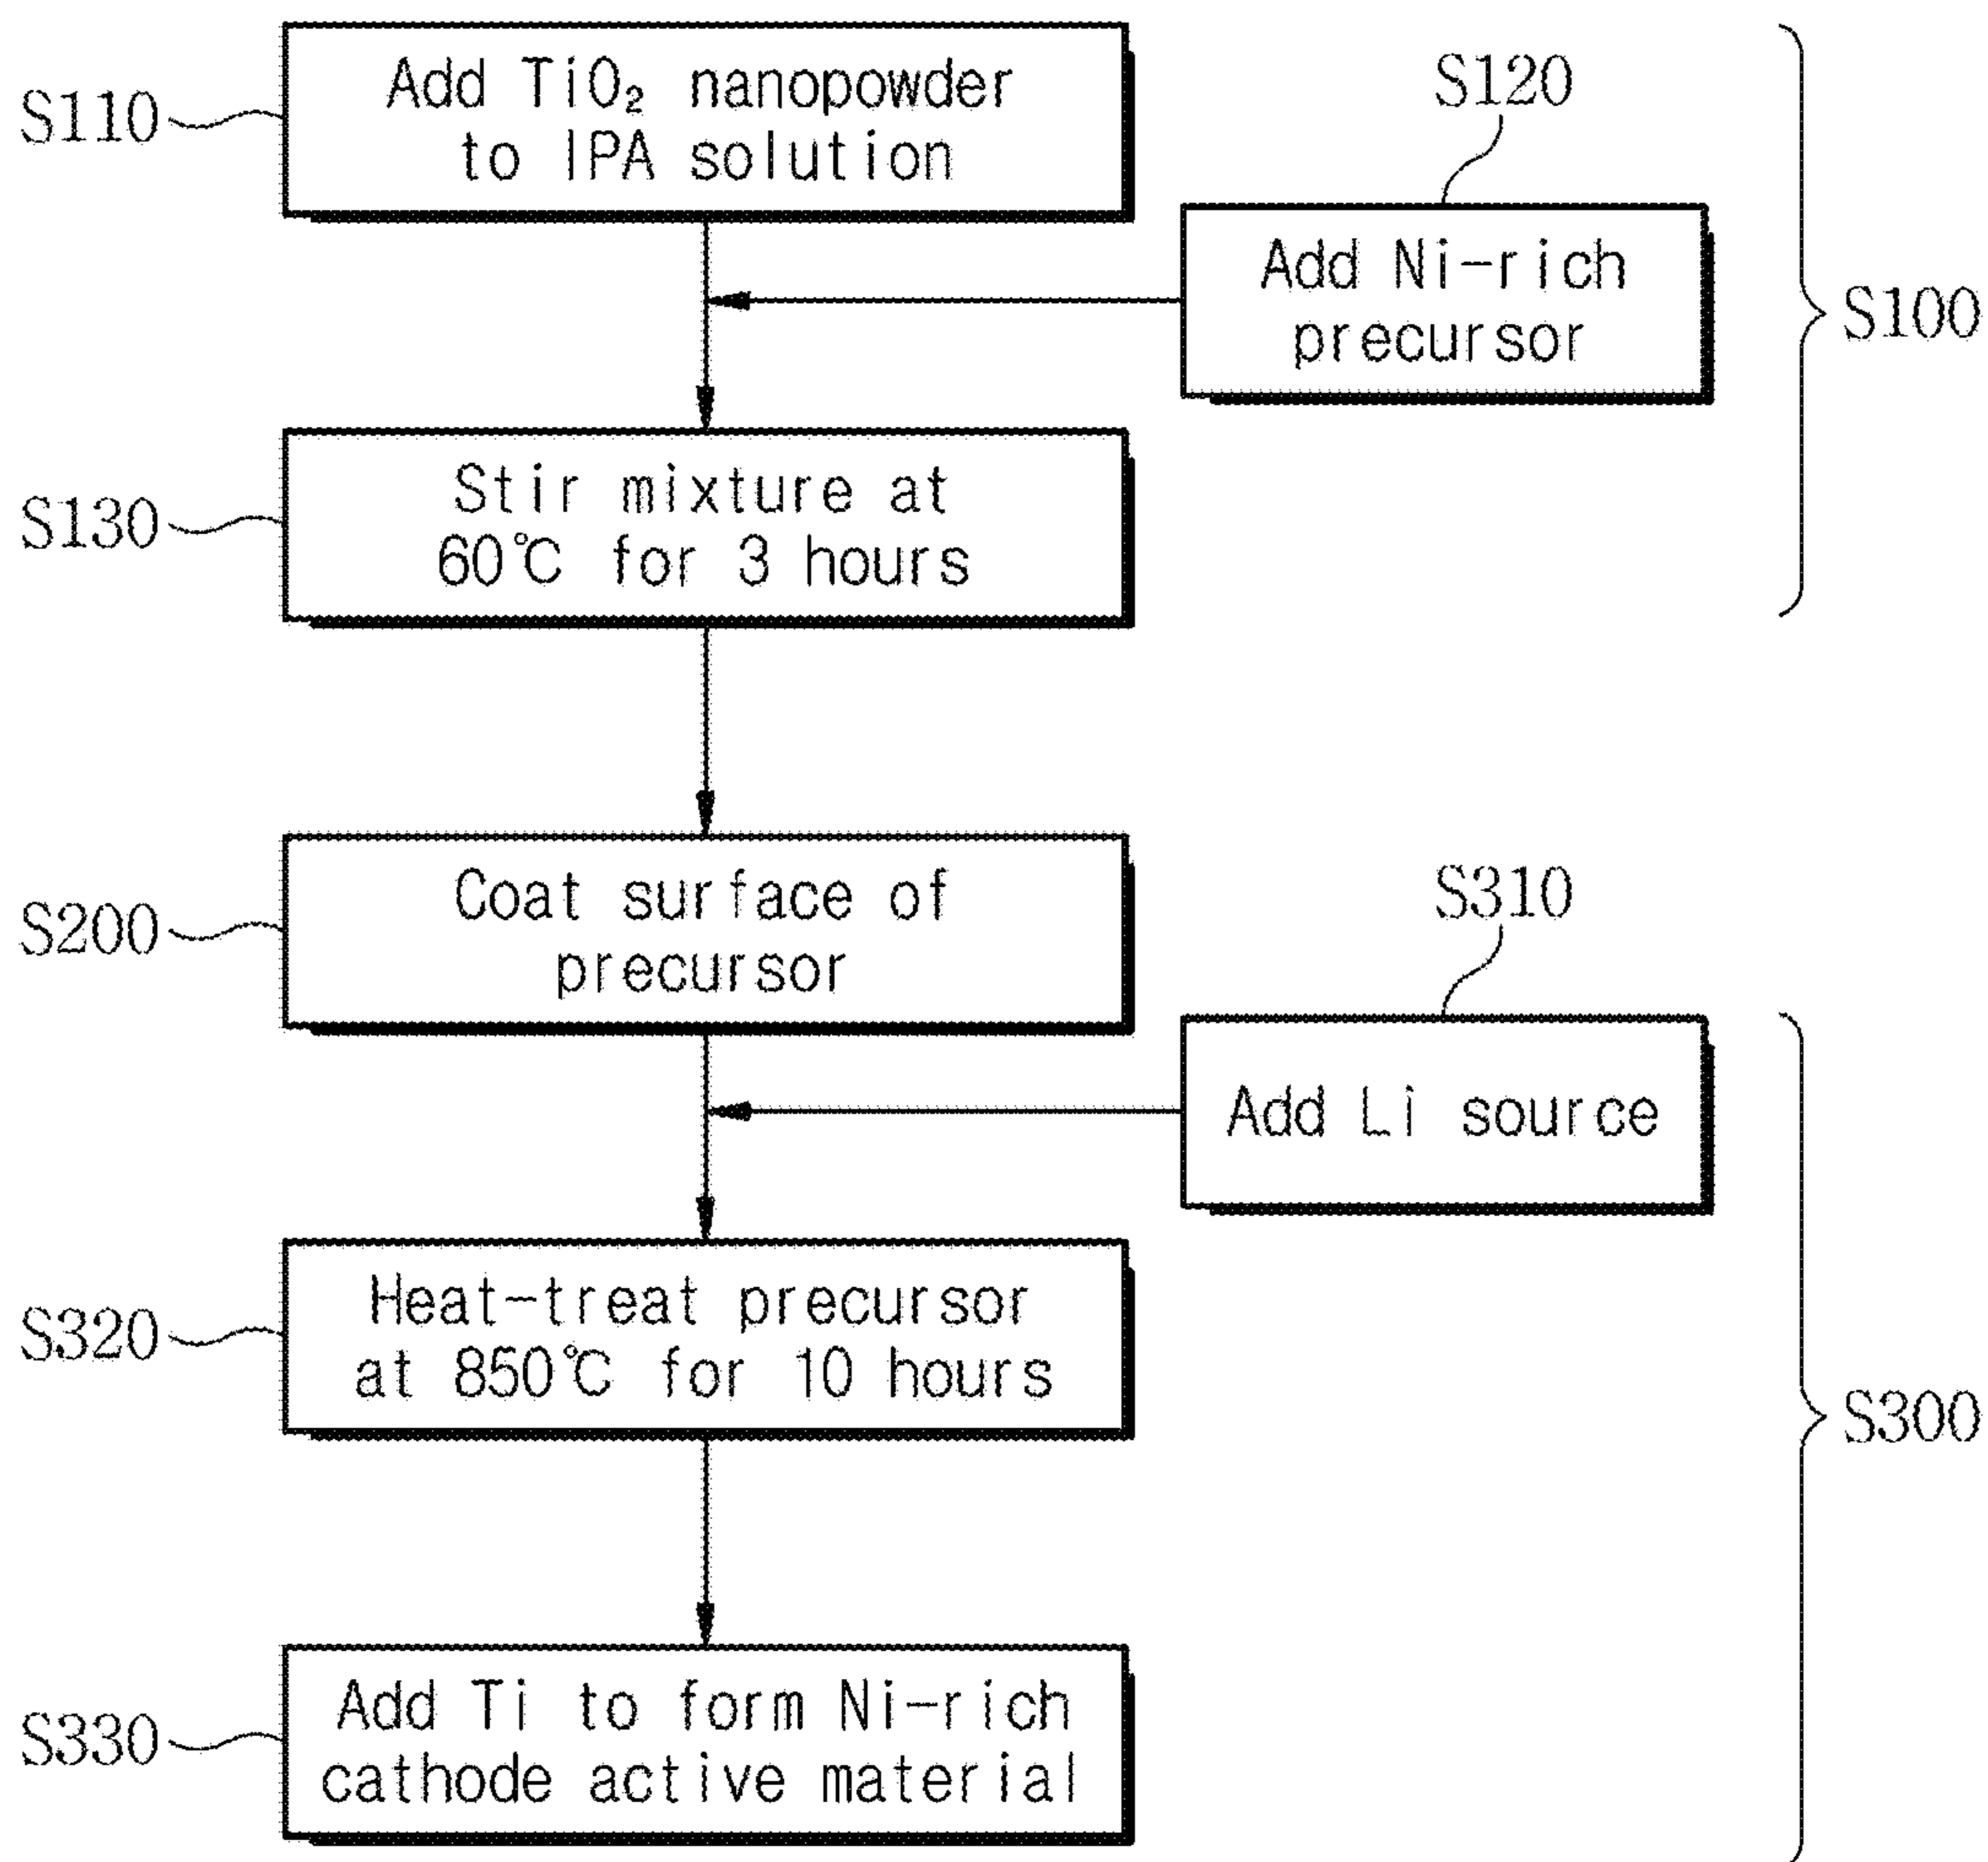 S110
Add TiO₂ nanopowder
to IPA solution
S120
Add Ni-rich
precursor
S100
S130
Stir mixture at
60℃ for 3 hours
S200
Coat surface of
precursor
S310
Add Li source
S320
Heat-treat precursor
at 850℃ for 10 hours
S300
S330
Add Ti to form Ni-rich
cathode active material